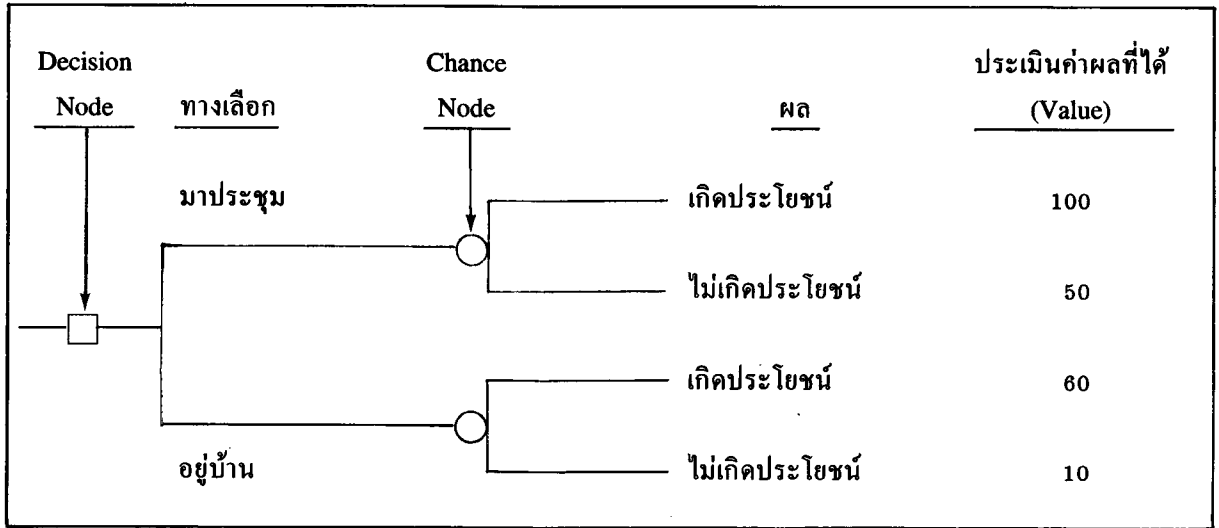 Decision Chance ประเมินค่าผลที่ได้
Node ทางเลือก Node ผล (Value)
มาประชุม เกิดประโยชน์ 100
ไม่เกิดประโยชน์ 50
เกิดประโยชน์ 60
อยู่บ้าน ไม่เกิดประโยชน์ 10